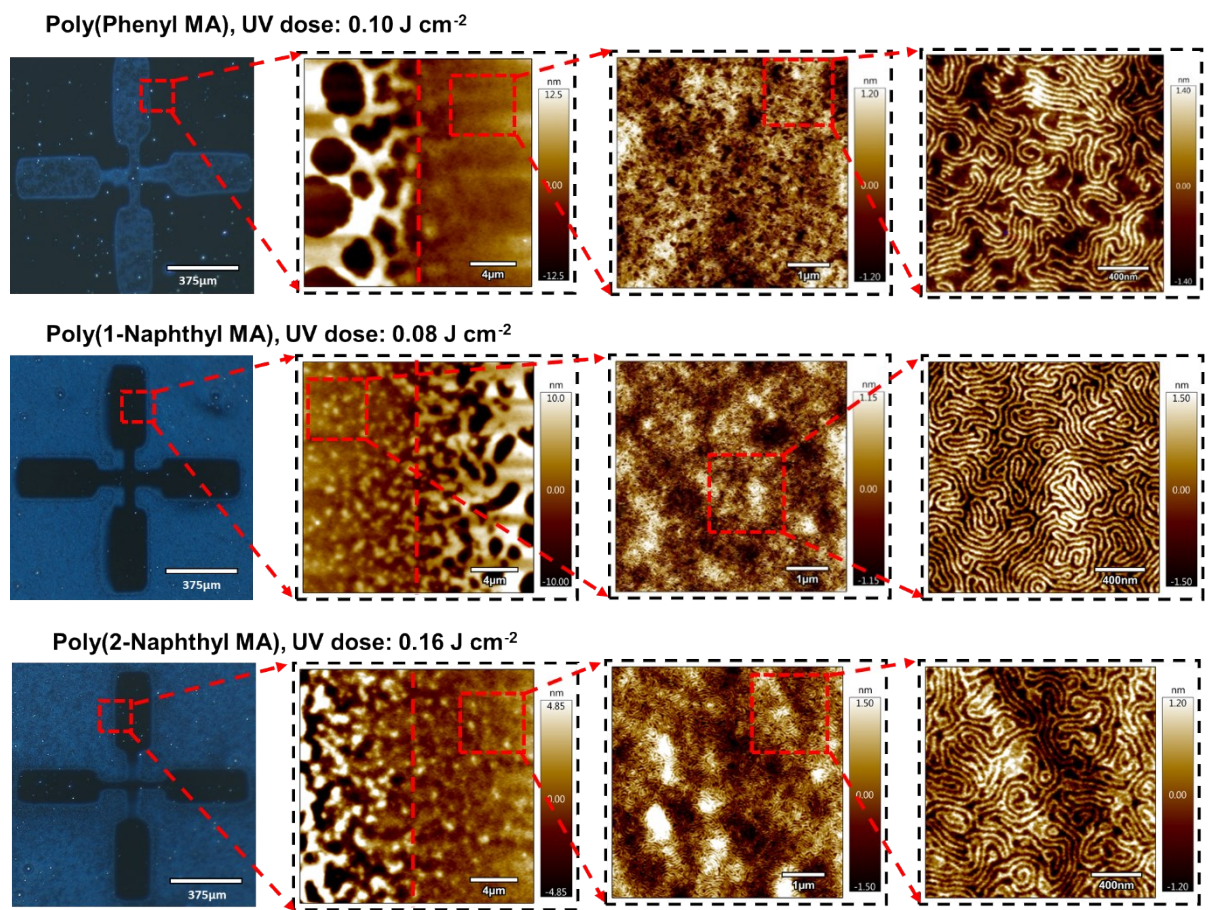 Poly(Phenyl MA), UV dose: 0.10 J cm-2
375μm
4μm
nm
12.5
0.00
-12.5
1μm
nm
1.20
0.00
-1.20
400nm
nm
1.40
0.00
-1.40
Poly(1-Naphthyl MA), UV dose: 0.08 J cm-2
375μm
4μm
nm
10.0
0.00
-10.00
1μm
nm
1.15
0.00
-1.15
400nm
nm
1.50
0.00
-1.50
Poly(2-Naphthyl MA), UV dose: 0.16 J cm-2
375μm
4μm
nm
4.85
0.00
-4.85
1μm
nm
1.50
0.00
-1.50
400nm
nm
1.20
0.00
-1.20